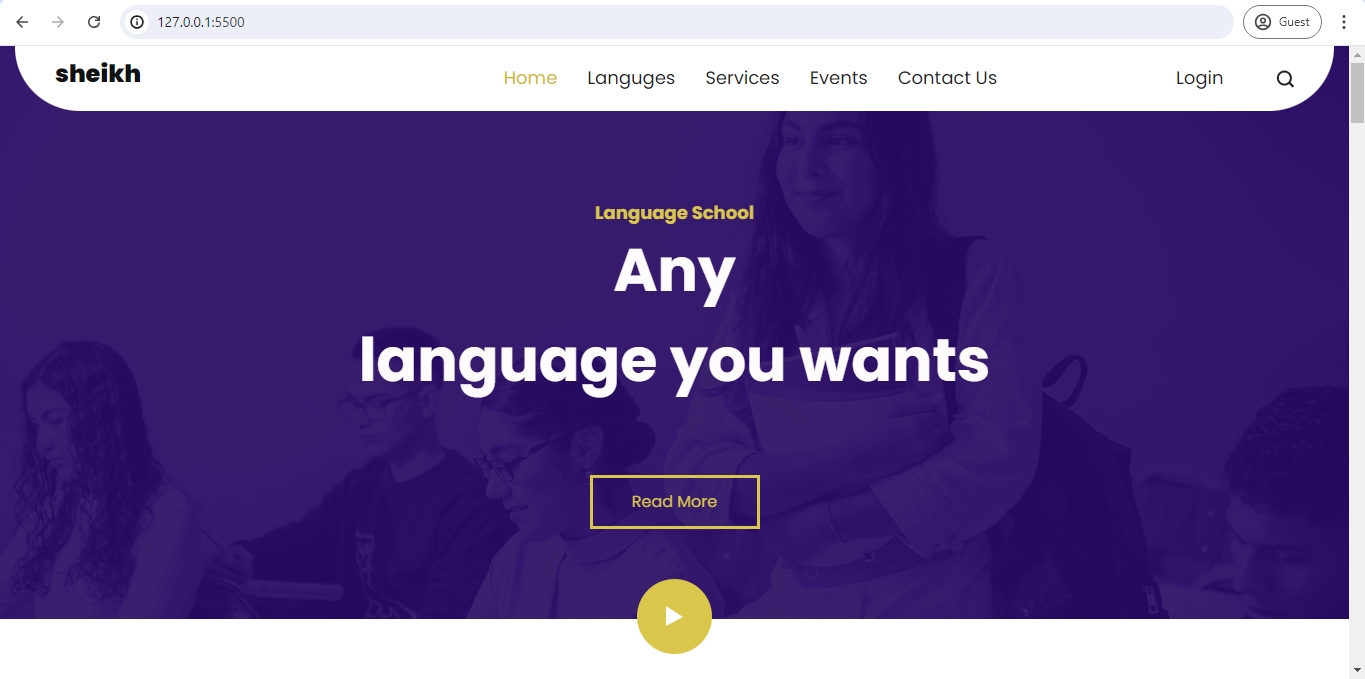 127.0.0.1:5500
Guest
sheikh
Home Languges Services Events Contact Us Login
Language School
Any
language you wants
Read More